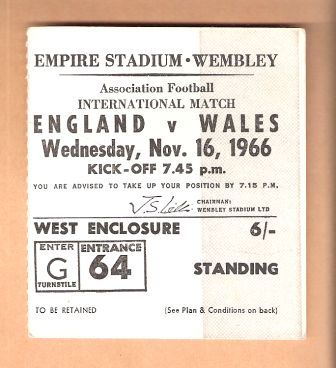 EMPIRE STADIUM • WEMBLEY
Association Football
INTERNATIONAL MATCH
ENGLAND v WALES
Wednesday, Nov. 16, 1966
KICK-OFF 7.45 p.m.
YOU ARE ADVISED TO TAKE UP YOUR POSITION BY 7.15 P.M.
CHAIRMAN:
WEMBLEY STADIUM LTD
WEST ENCLOSURE 6/-
ENTER G TURNSTILE
ENTRANCE 64
STANDING
TO BE RETAINED (See Plan & Conditions on back)